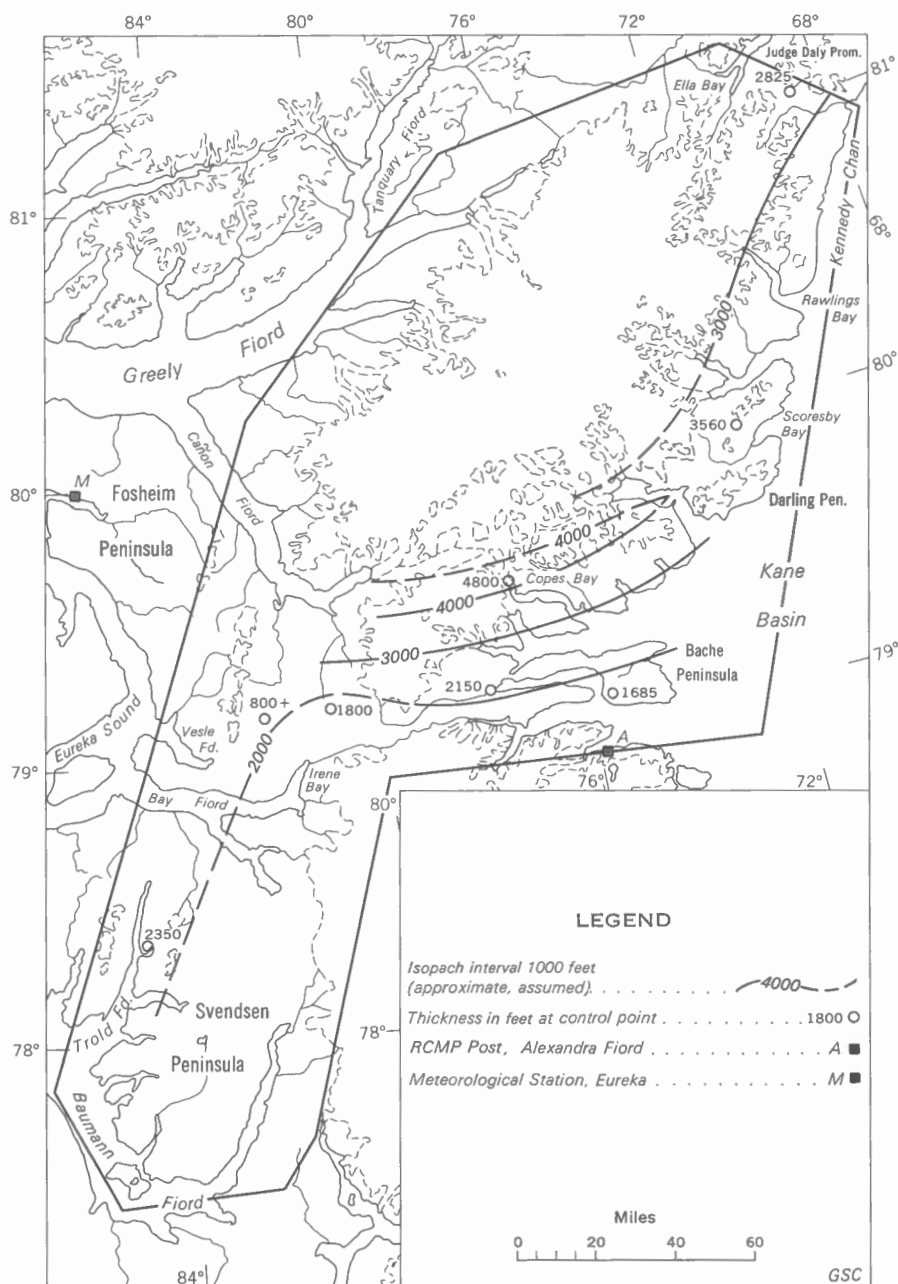 84°
76°
72°
68°
Judge Daly Prom.
81°
2825
Ella Bay
Tanquary Fiord
Kennedy Chan
81°
68°
Rawlings
Bay
3000
Greely Fiord
80°
3560
Scoresby
Bay
Cañon
Fiord
M
80°
80°
Fosheim
Peninsula
Darling Pen.
4000
4800
Copes Bay
4000
Kane
Basin
3000
79°
Bache
Peninsula
2150
1685
800+
1800
Vesle
Fd.
2000
Eureka Sound
A
79°
Irene
Bay
76°
72°
Bay Fiord
80°
2350
Svendsen
Peninsula
Trold Fd.
78°
78°
Baumann
Fiord
84°
LEGEND
Isopach interval 1000 feet
(approximate, assumed) . . . . . . . . . . . 4000
Thickness in feet at control point . . . . . . . 1800
RCMP Post, Alexandra Fiord . . . . . . . . . . A
Meteorological Station, Eureka . . . . . . . . . M
Miles
0 20 40 60
GSC